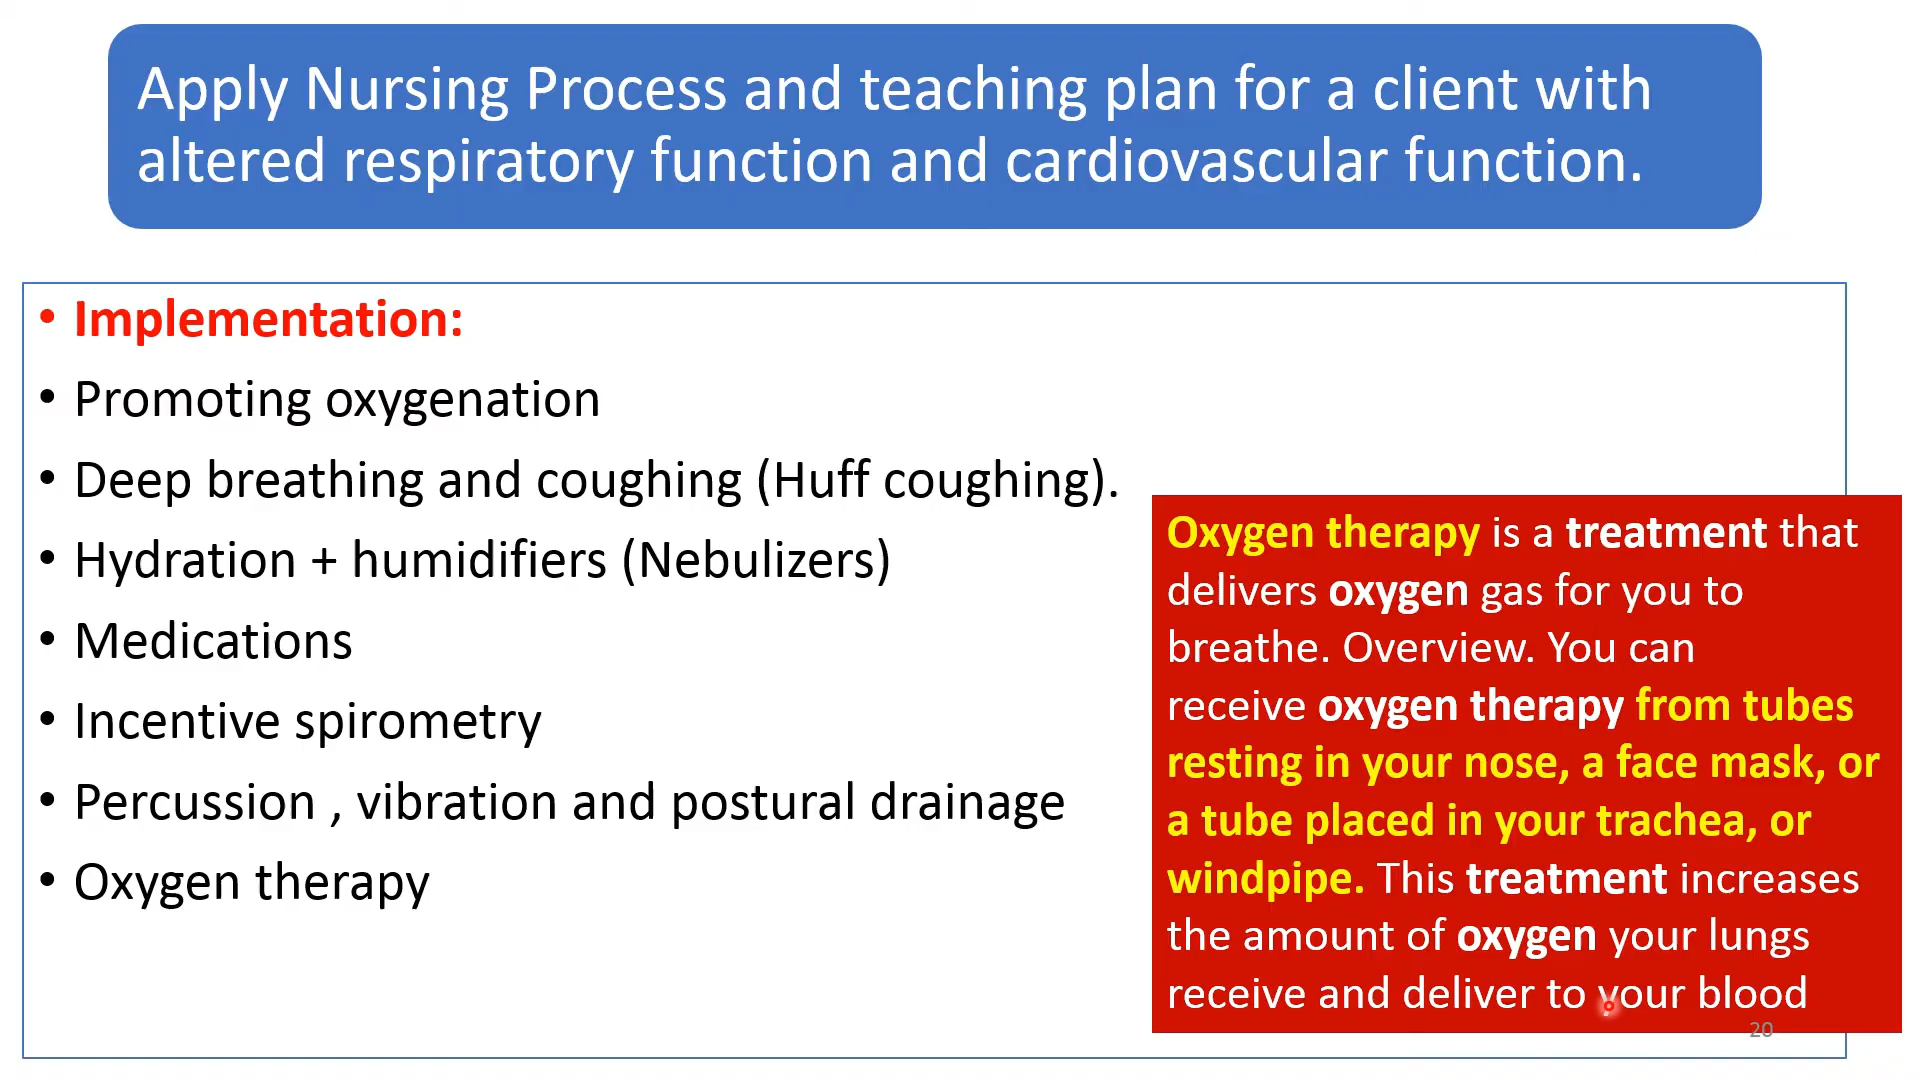 Apply Nursing Process and teaching plan for a client with
altered respiratory function and cardiovascular function.
• Implementation:
• Promoting oxygenation
• Deep breathing and coughing (Huff coughing).
• Hydration + humidifiers (Nebulizers)
• Medications
• Incentive spirometry
• Percussion , vibration and postural drainage
• Oxygen therapy
Oxygen therapy is a treatment that
delivers oxygen gas for you to
breathe. Overview. You can
receive oxygen therapy from tubes
resting in your nose, a face mask, or
a tube placed in your trachea, or
windpipe. This treatment increases
the amount of oxygen your lungs
receive and deliver to your blood
20